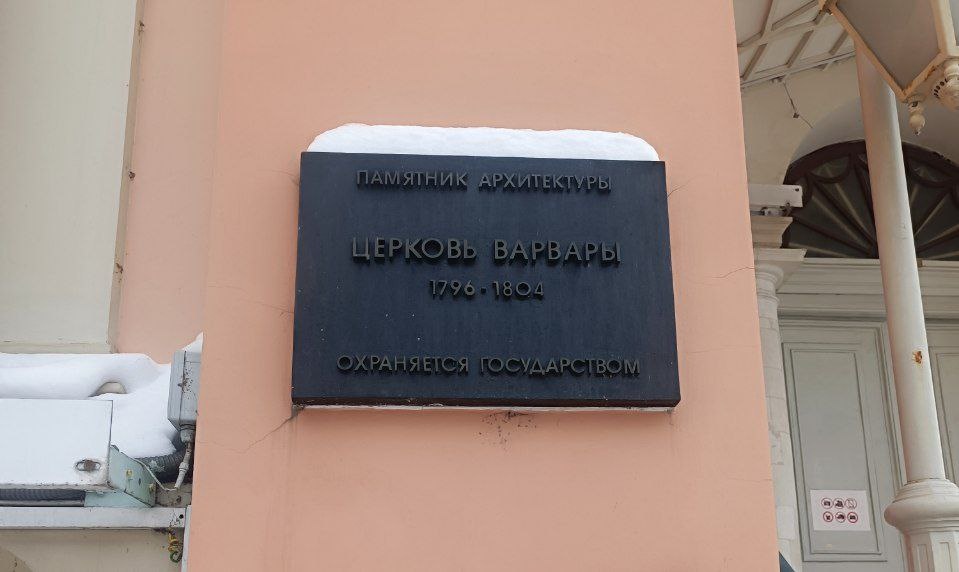 ПАМЯТНИК АРХИТЕКТУРЫ
ЦЕРКОВЬ ВАРВАРЫ
1796-1804
ОХРАНЯЕТСЯ ГОСУДАРСТВОМ